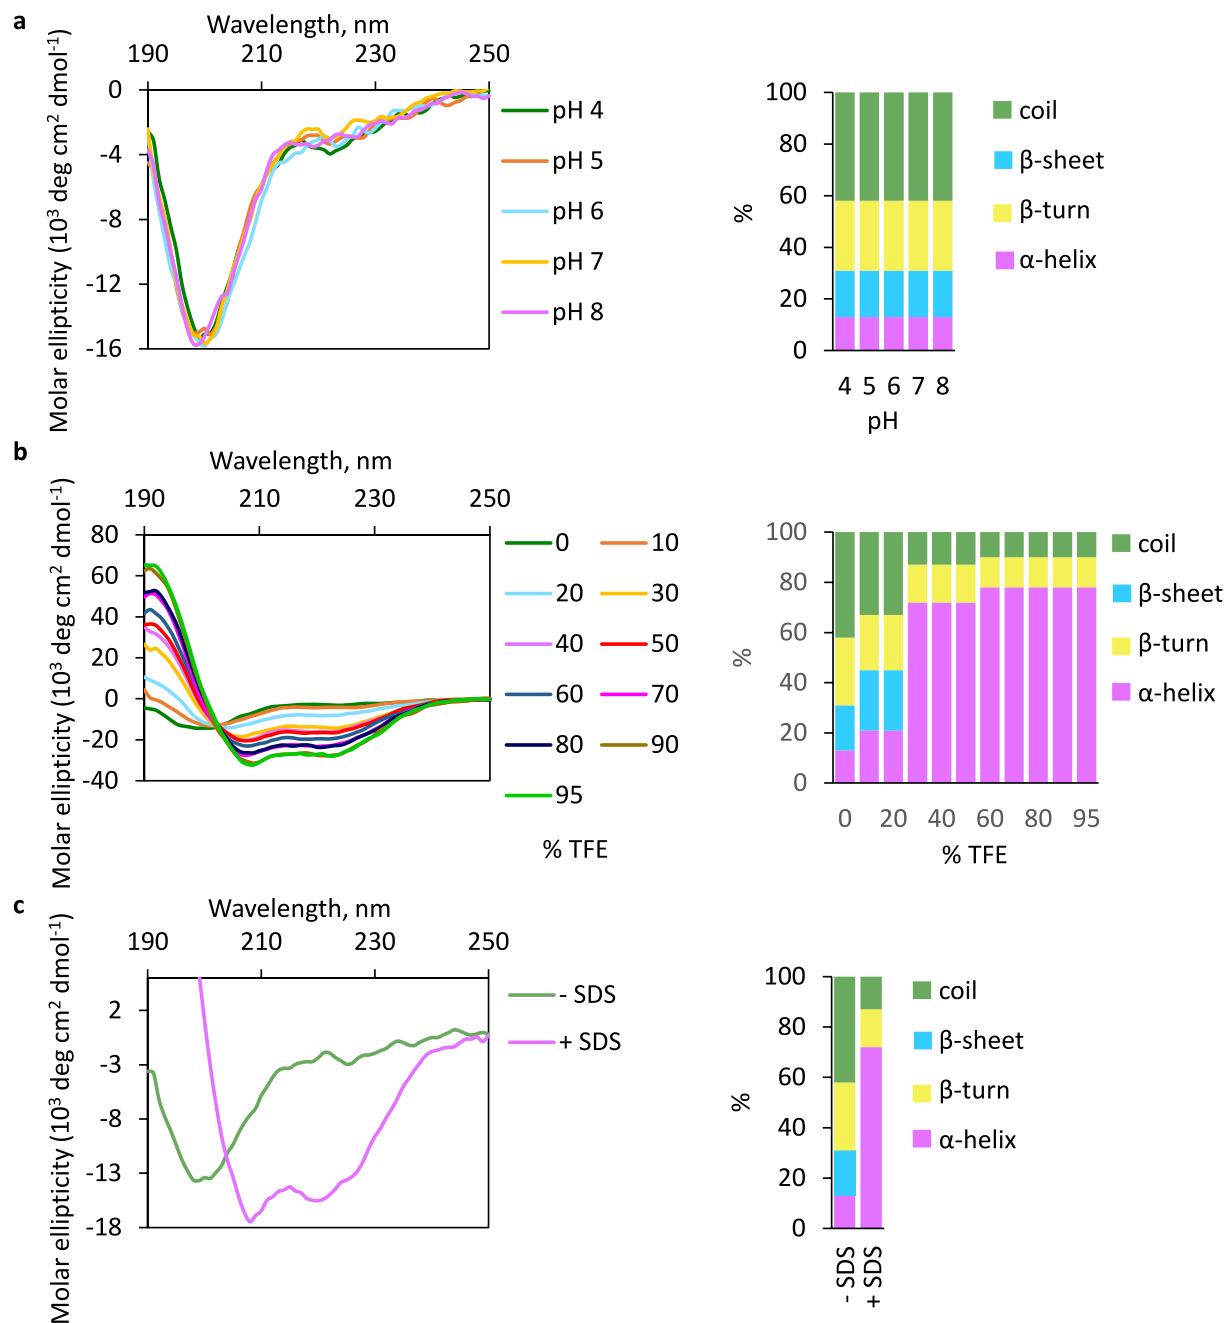 a
Wavelength, nm
190 210 230 250
Molar ellipticity (10³ deg cm² dmol⁻¹)
0
-4
-8
-12
-16
pH 4
pH 5
pH 6
pH 7
pH 8
%
100
80
60
40
20
0
4 5 6 7 8
pH
coil
β-sheet
β-turn
α-helix
b
Wavelength, nm
190 210 230 250
Molar ellipticity (10³ deg cm² dmol⁻¹)
80
60
40
20
0
-20
-40
0 10
20 30
40 50
60 70
80 90
95
% TFE
%
100
80
60
40
20
0
0 20 40 60 80 95
% TFE
coil
β-sheet
β-turn
α-helix
c
Wavelength, nm
190 210 230 250
Molar ellipticity (10³ deg cm² dmol⁻¹)
2
-3
-8
-13
-18
- SDS
+ SDS
%
100
80
60
40
20
0
- SDS
+ SDS
coil
β-sheet
β-turn
α-helix